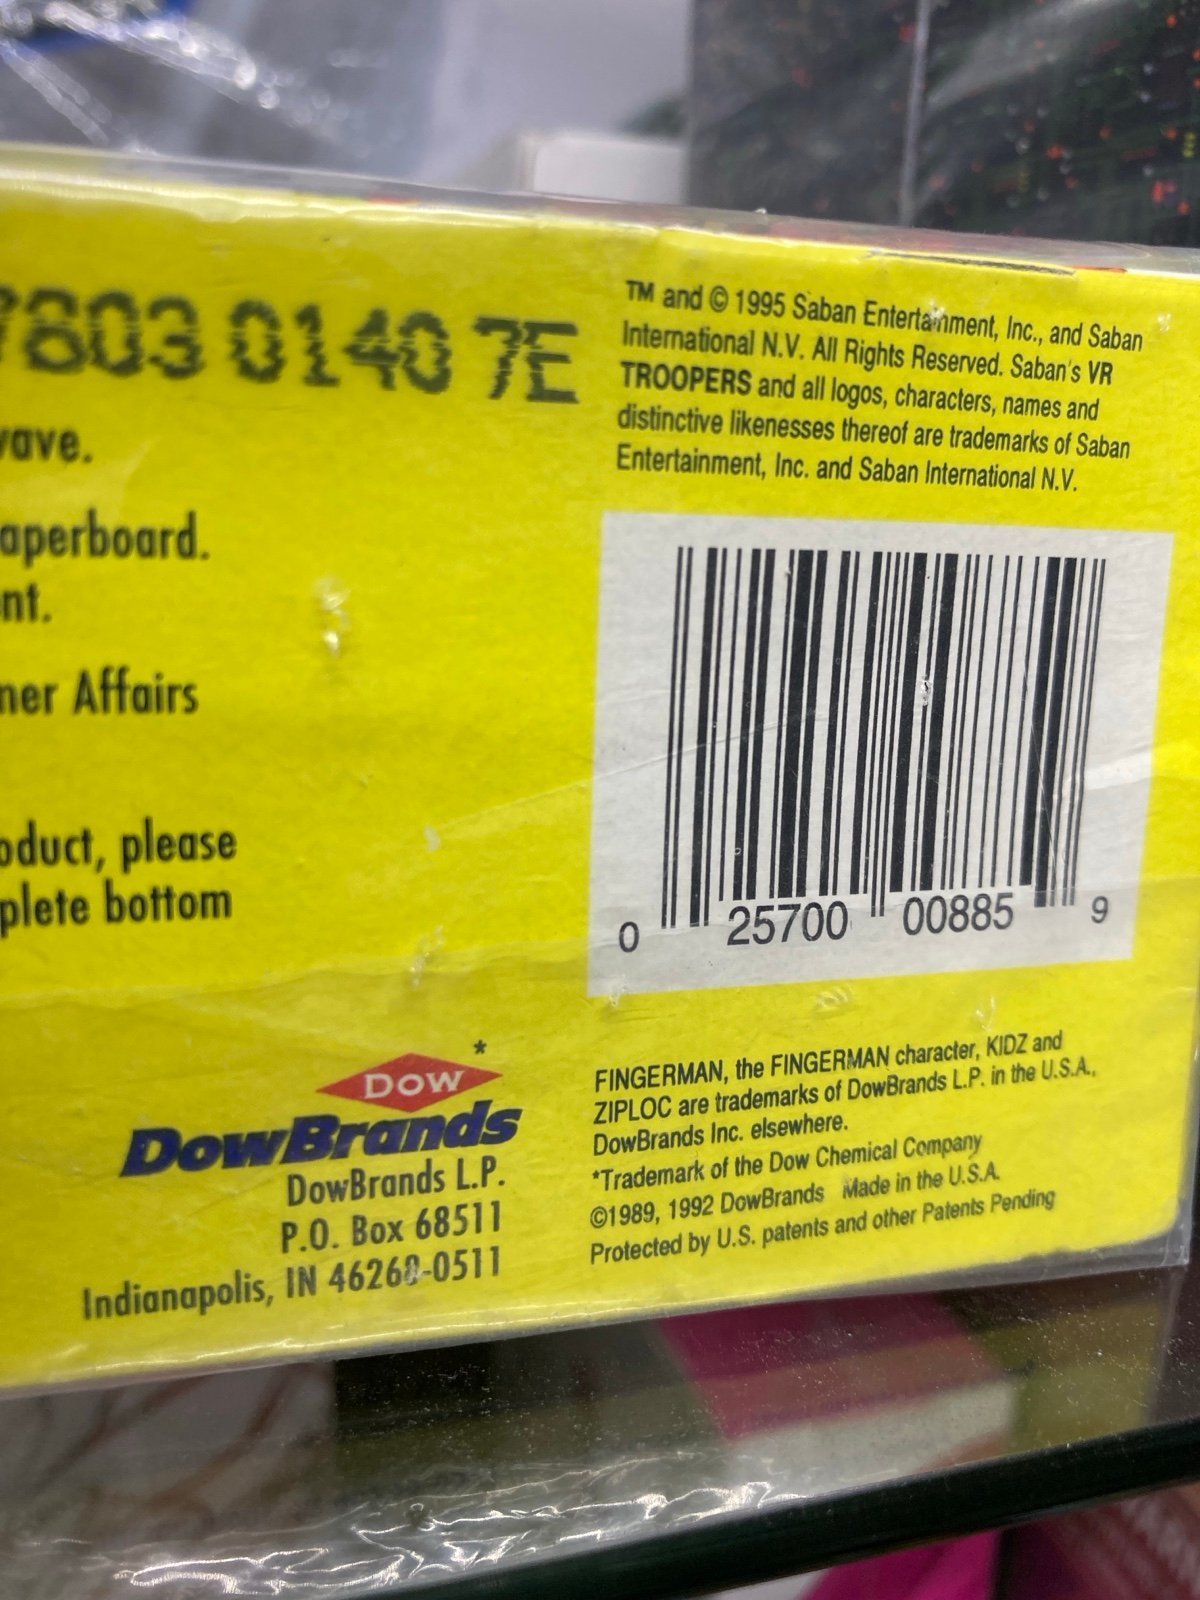 803 0140 7E
wave.
aperboard.
nt.
ner Affairs
oduct, please
plete bottom
™ and © 1995 Saban Entertainment, Inc., and Saban
International N.V. All Rights Reserved. Saban's VR
TROOPERS and all logos, characters, names and
distinctive likenesses thereof are trademarks of Saban
Entertainment, Inc. and Saban International N.V.
0 25700 00885 9
DOW*
DowBrands
DowBrands L.P.
P.O. Box 68511
Indianapolis, IN 46268-0511
FINGERMAN, the FINGERMAN character, KIDZ and
ZIPLOC are trademarks of DowBrands L.P. in the U.S.A.,
DowBrands Inc. elsewhere.
*Trademark of the Dow Chemical Company
©1989, 1992 DowBrands Made in the U.S.A.
Protected by U.S. patents and other Patents Pending